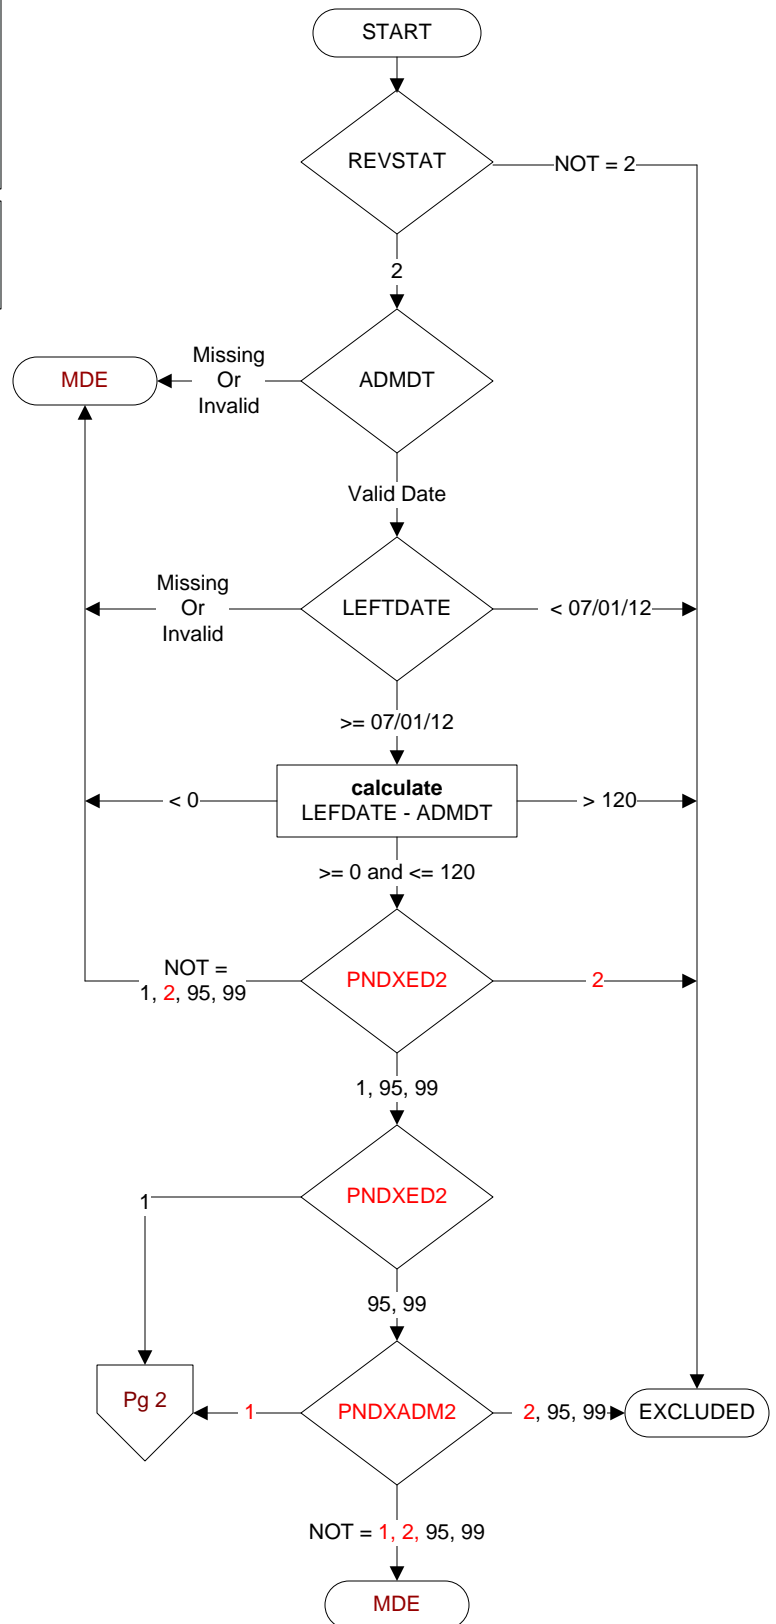 START
REVSTAT
NOT = 2
2
Missing
Or
Invalid
MDE
ADMDT
Valid Date
Missing
Or
Invalid
LEFTDATE
< 07/01/12
>= 07/01/12
calculate
LEFDATE - ADMDT
< 0
> 120
>= 0 and <= 120
NOT =
1, 2, 95, 99
PNDXED2
2
1, 95, 99
PNDXED2
1
95, 99
Pg 2
1
PNDXADM2
2, 95, 99
EXCLUDED
NOT = 1, 2, 95, 99
MDE